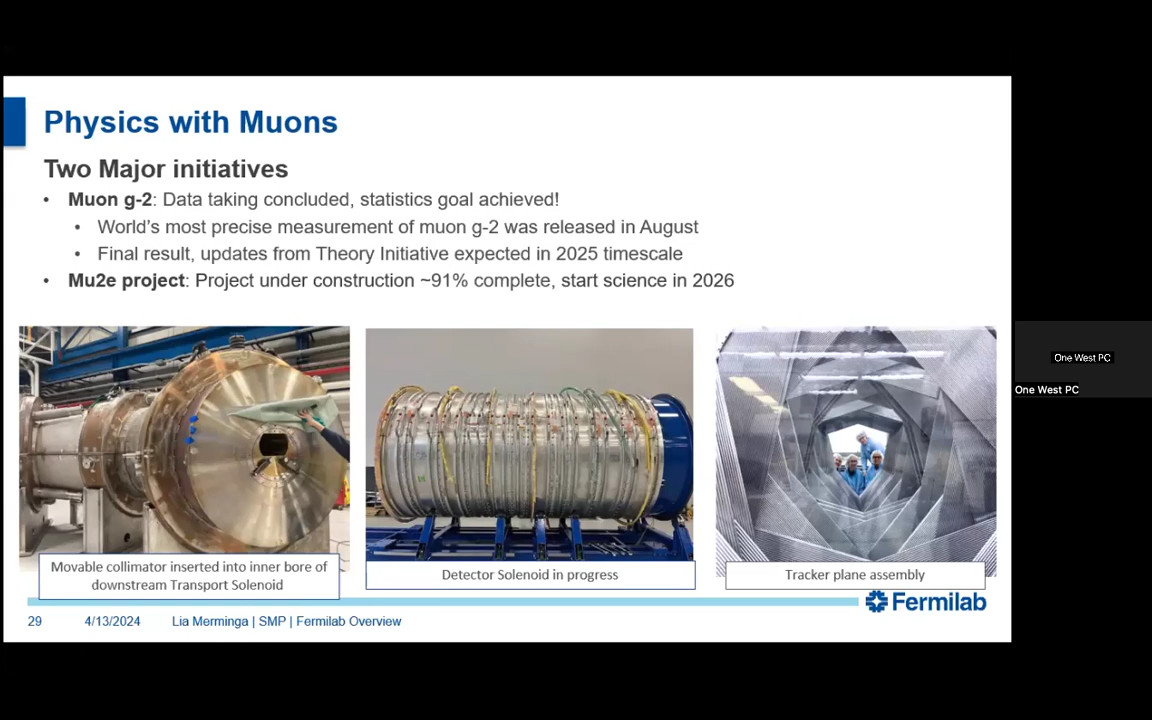 Physics with Muons
Two Major initiatives
• Muon g-2: Data taking concluded, statistics goal achieved!
• World's most precise measurement of muon g-2 was released in August
• Final result, updates from Theory Initiative expected in 2025 timescale
• Mu2e project: Project under construction ~91% complete, start science in 2026
Movable collimator inserted into inner bore of
downstream Transport Solenoid
Detector Solenoid in progress
Tracker plane assembly
Fermilab
29 4/13/2024 Lia Merminga | SMP | Fermilab Overview
One West PC
One West PC